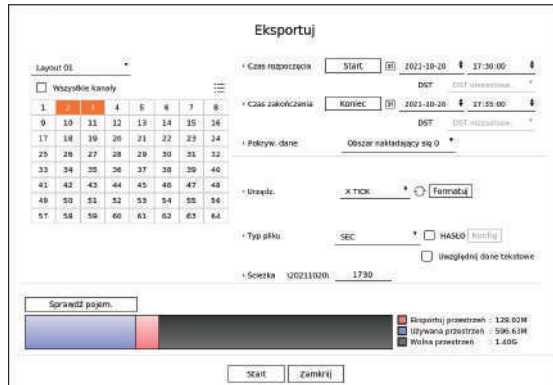 Eksportuj
Layout 01
Wszystkie kanały
1 2 3 4 5 6 7 8
9 10 11 12 13 14 15 16
17 18 19 20 21 22 23 24
25 26 27 28 29 30 31 32
33 34 35 36 37 38 39 40
41 42 43 44 45 46 47 48
49 50 51 52 53 54 55 56
57 58 59 60 61 62 63 64
Czas rozpoczęcia Start 2021-10-20 17:30:00
DST DST niezastosow.
Czas zakończenia Koniec 2021-10-20 17:35:00
DST DST niezastosow.
Pokryw. dane Obszar nakładający się 0
Urządz. X TICK Formatuj
Typ pliku SEC HASŁO Konfig
Uwzględnij dane tekstowe
Ścieżka \20211020\ 1730
Sprawdź pojem.
Eksportuj przestrzeń : 129.02M
Używana przestrzeń : 596.63M
Wolna przestrzeń : 1.40G
Start Zamknij